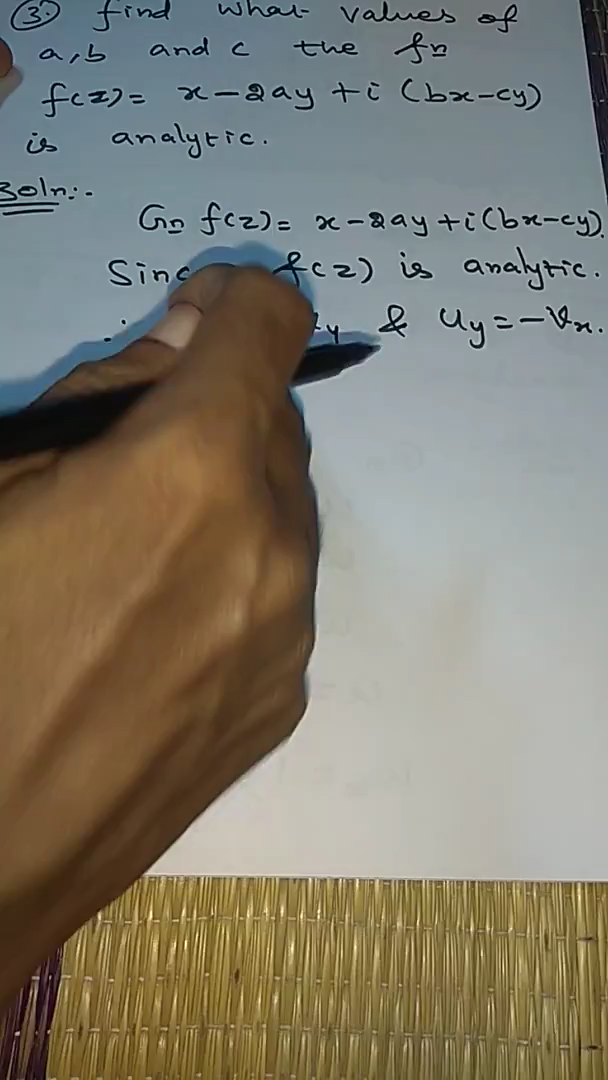 ③. find what values of
a, b and c the fn
f(z) = x - 2ay + i (bx - cy)
is analytic.
Soln:-
Gn f(z) = x - 2ay + i (bx - cy).
f(z) is analytic.
& Uy = -Vx.